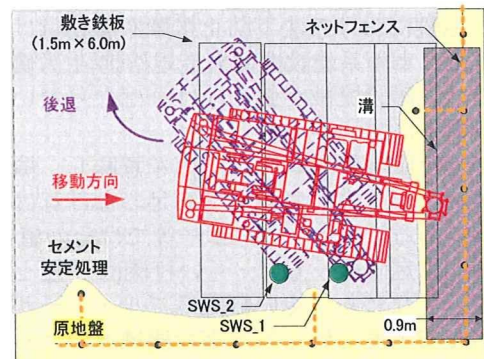 敷き鉄板
(1.5m×6.0m)
ネットフェンス
後退
溝
移動方向
セメント
安定処理
SWS_2
SWS_1
原地盤
0.9m